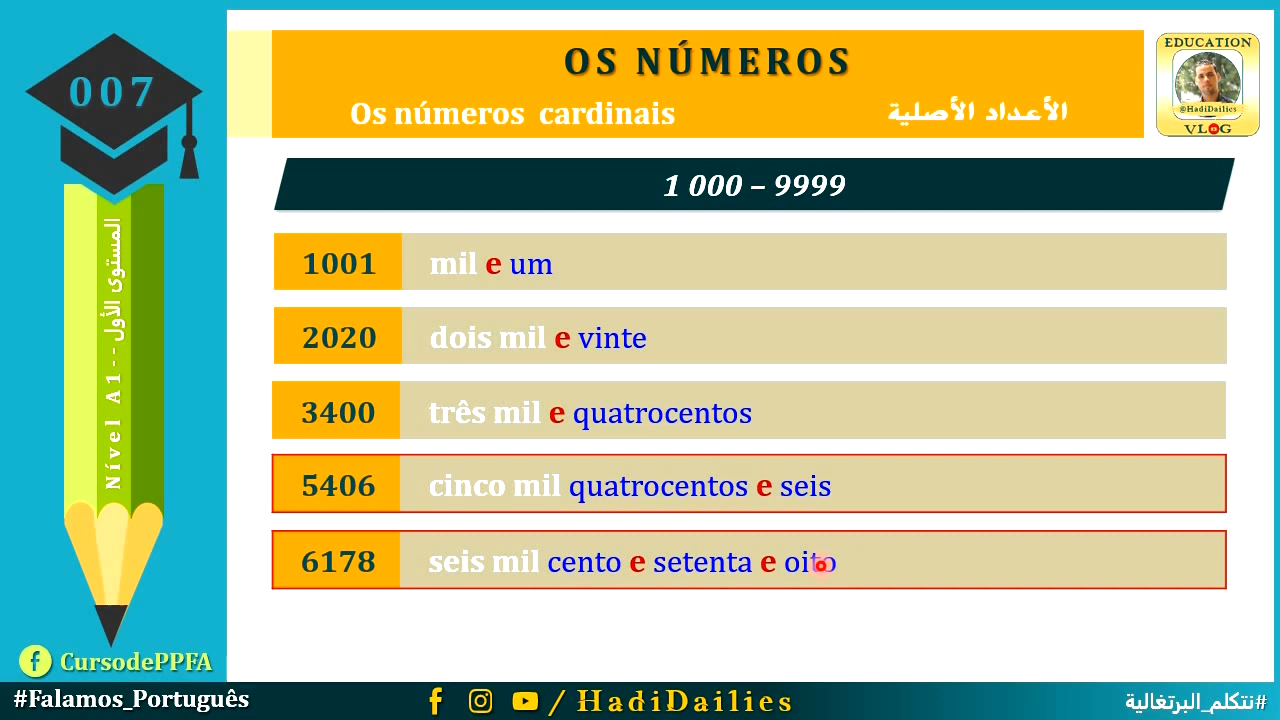 007
OS NÚMEROS
Os números cardinais
الأعداد الأصلية
EDUCATION
@HadiDailies
VLOG
1 000 – 9999
1001 mil e um
2020 dois mil e vinte
3400 três mil e quatrocentos
5406 cinco mil quatrocentos e seis
6178 seis mil cento e setenta e oito
Nível A1 -- المستوى الأول
CursodePPFA
#Falamos_Português
/ HadiDailies
#نتكلم_البرتغالية